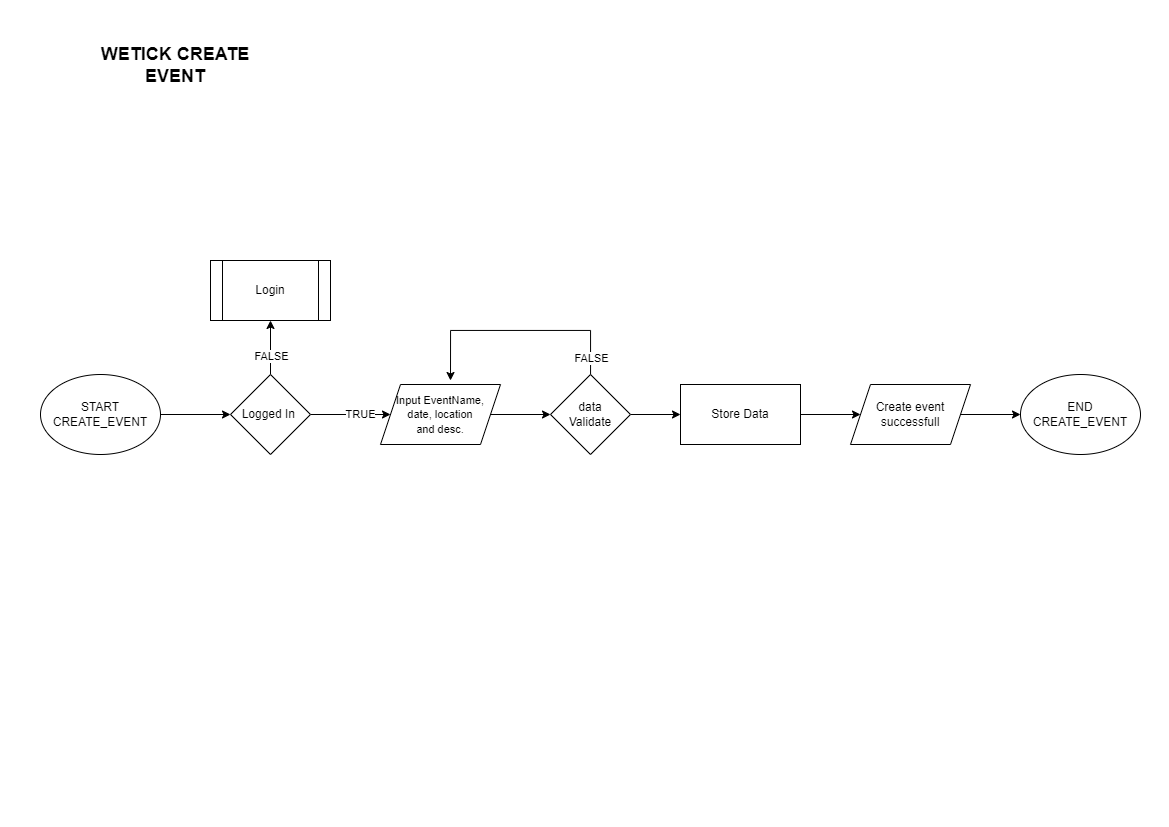 WETICK CREATE
EVENT
Login
FALSE
FALSE
START
CREATE_EVENT
Logged In
TRUE
Input EventName,
date, location
and desc.
data
Validate
Store Data
Create event
successfull
END
CREATE_EVENT